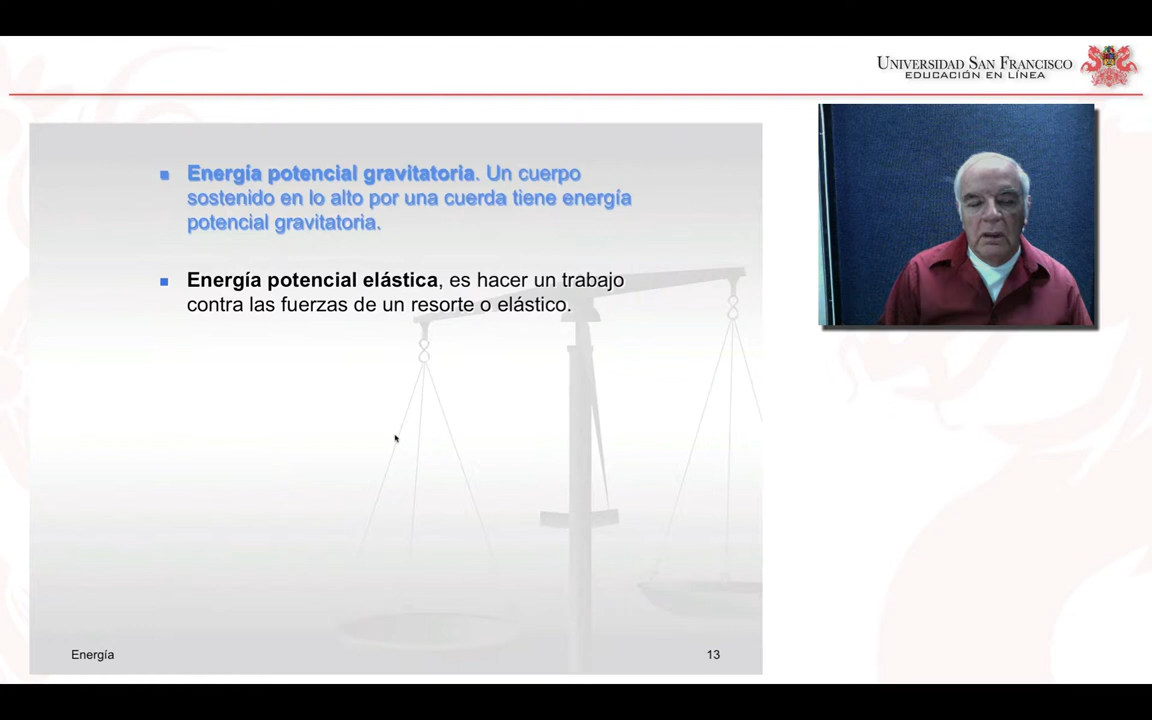 UNIVERSIDAD SAN FRANCISCO
EDUCACIÓN EN LÍNEA
Energía potencial gravitatoria. Un cuerpo
sostenido en lo alto por una cuerda tiene energía
potencial gravitatoria.
Energía potencial elástica, es hacer un trabajo
contra las fuerzas de un resorte o elástico.
Energía
13